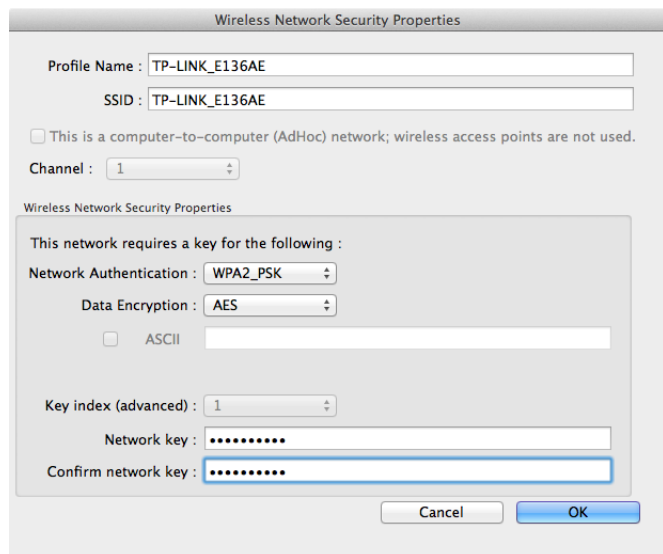 Wireless Network Security Properties
Profile Name : TP-LINK_E136AE
SSID : TP-LINK_E136AE
This is a computer-to-computer (AdHoc) network; wireless access points are not used.
Channel : 1
Wireless Network Security Properties
This network requires a key for the following :
Network Authentication : WPA2_PSK
Data Encryption : AES
ASCII
Key index (advanced) : 1
Network key : ••••••••••
Confirm network key : ••••••••••
Cancel OK